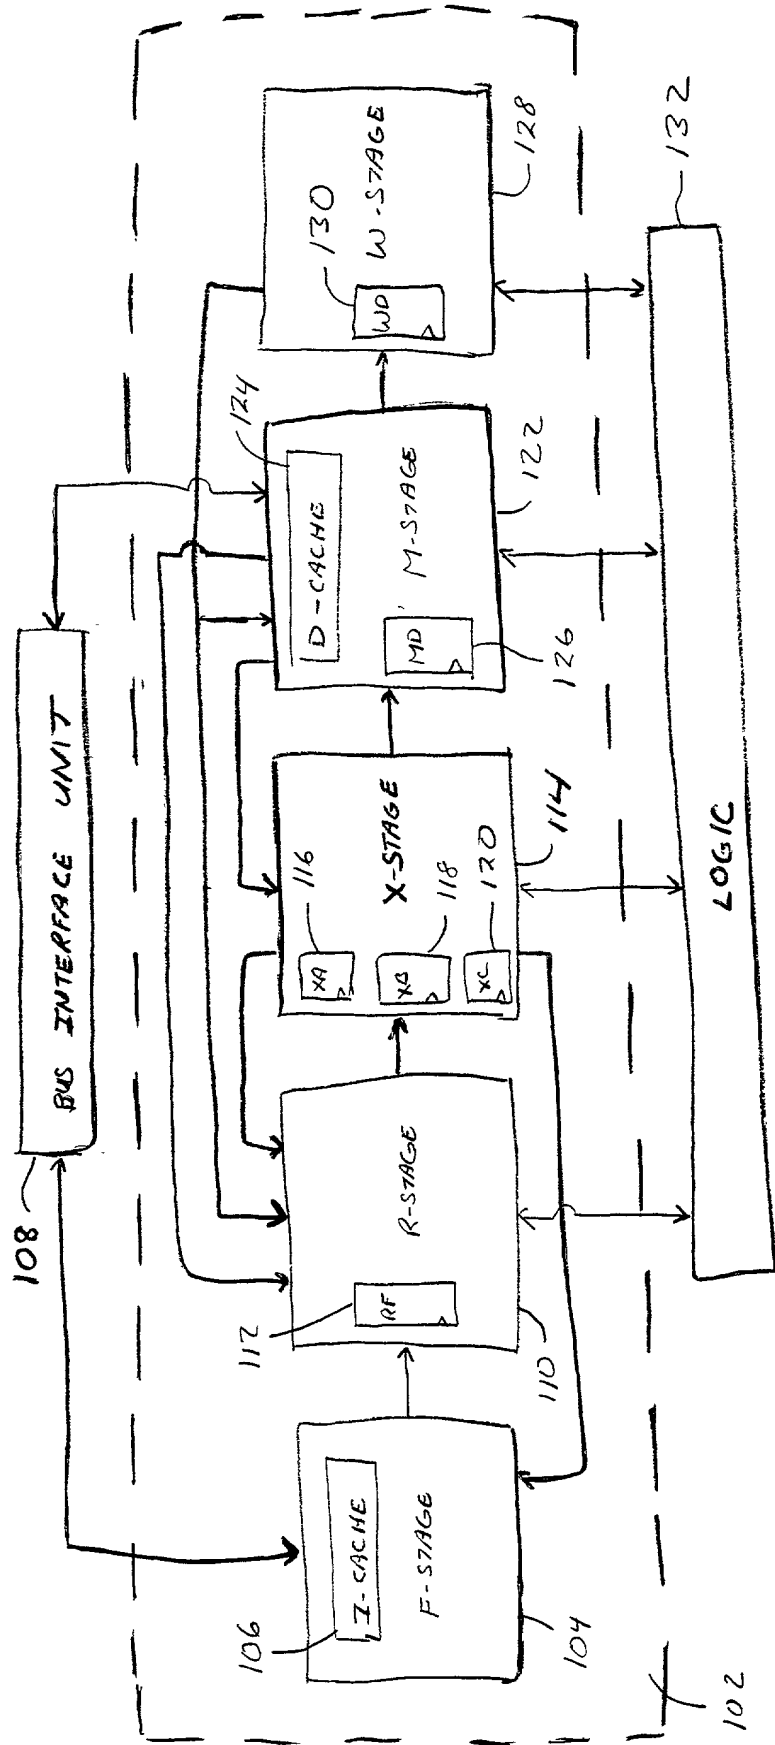 108
BUS INTERFACE UNIT
106
I-CACHE
F-STAGE
104
112
RF
R-STAGE
110
XA
116
XB
118
XC
120
X-STAGE
114
124
D-CACHE
MD
M-STAGE
126
122
130
WD
W-STAGE
128
102
LOGIC
132